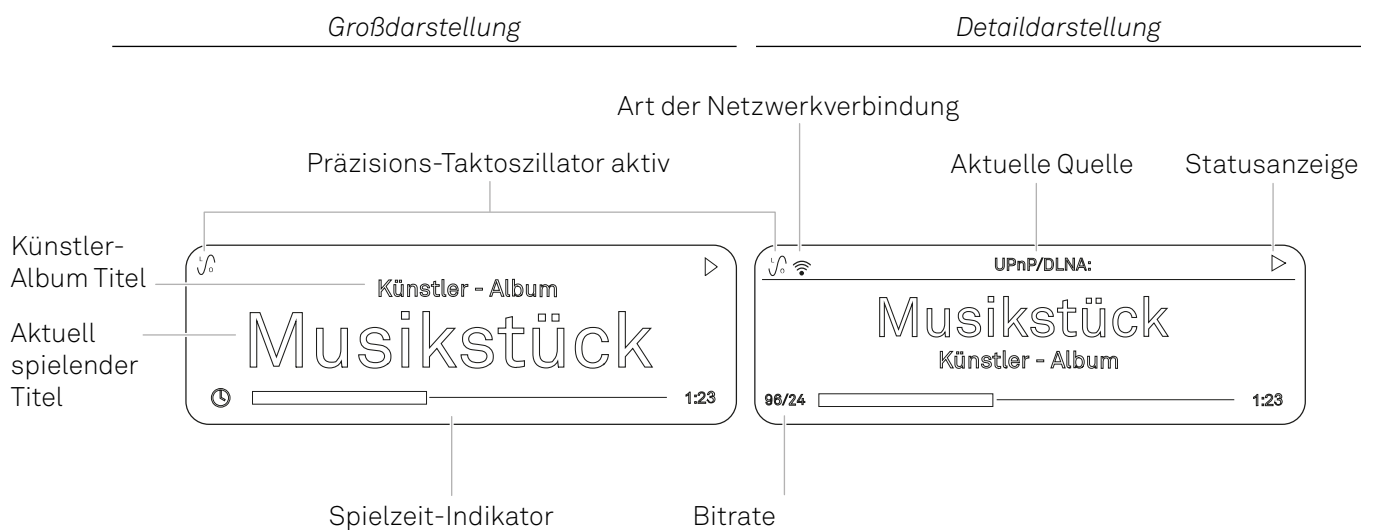 Großdarstellung
Detaildarstellung
Art der Netzwerkverbindung
Präzisions-Taktoszillator aktiv
Aktuelle Quelle
Statusanzeige
Künstler-
Album Titel
Aktuell
spielender
Titel
Künstler - Album
Musikstück
1:23
UPnP/DLNA:
Musikstück
Künstler - Album
96/24
1:23
Spielzeit-Indikator
Bitrate